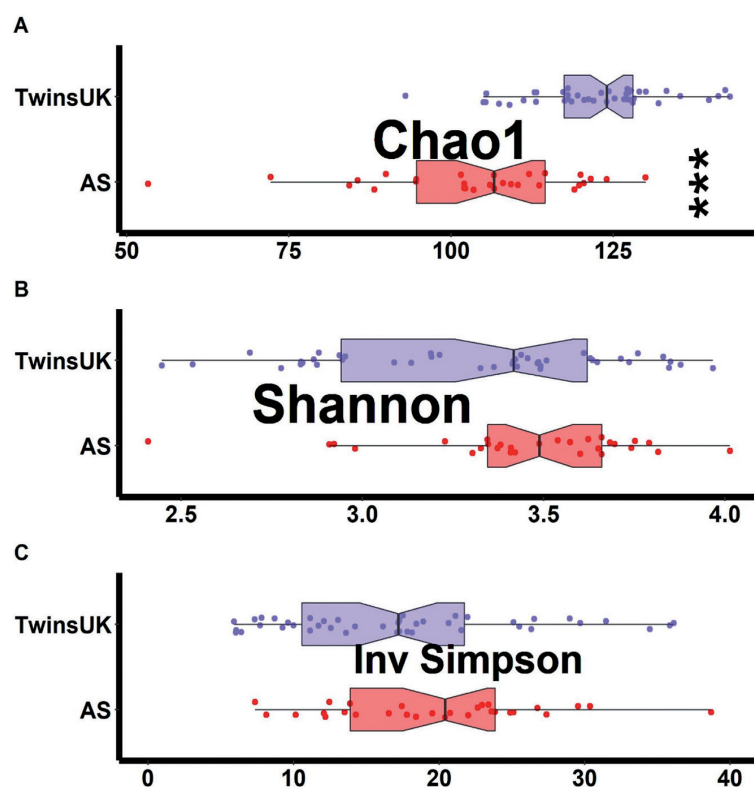 A
TwinsUK
Chao1
AS
***
50 75 100 125
B
TwinsUK
Shannon
AS
2.5 3.0 3.5 4.0
C
TwinsUK
Inv Simpson
AS
0 10 20 30 40